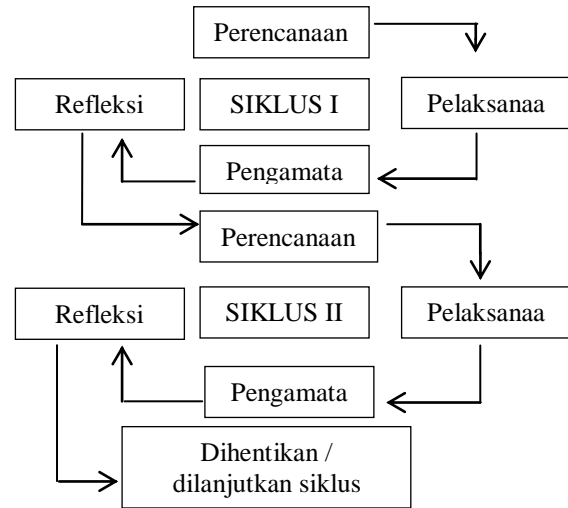 Perencanaan
Refleksi
SIKLUS I
Pelaksanaa
Pengamata
Perencanaan
Refleksi
SIKLUS II
Pelaksanaa
Pengamata
Dihentikan /
dilanjutkan siklus